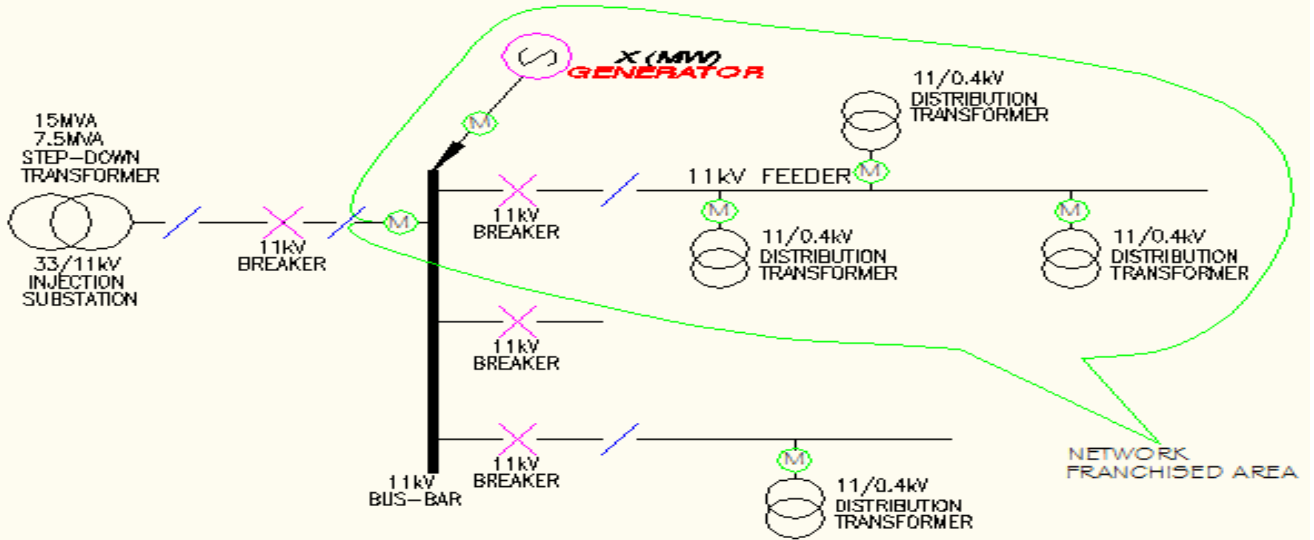 X (MW)
GENERATOR
11/0.4kV
DISTRIBUTION
TRANSFORMER
15MVA
7.5MVA
STEP-DOWN
TRANSFORMER
M
11kV FEEDER
M
M
M
M
11kV
BREAKER
11kV
BREAKER
33/11kV
INJECTION
SUBSTATION
11/0.4kV
DISTRIBUTION
TRANSFORMER
11/0.4kV
DISTRIBUTION
TRANSFORMER
11kV
BREAKER
NETWORK
FRANCHISED AREA
M
11kV
BREAKER
11kV
BUS-BAR
11/0.4kV
DISTRIBUTION
TRANSFORMER